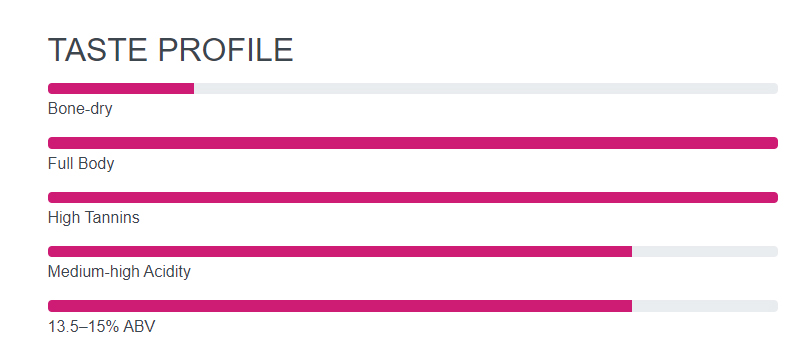 TASTE PROFILE
Bone-dry
Full Body
High Tannins
Medium-high Acidity
13.5–15% ABV